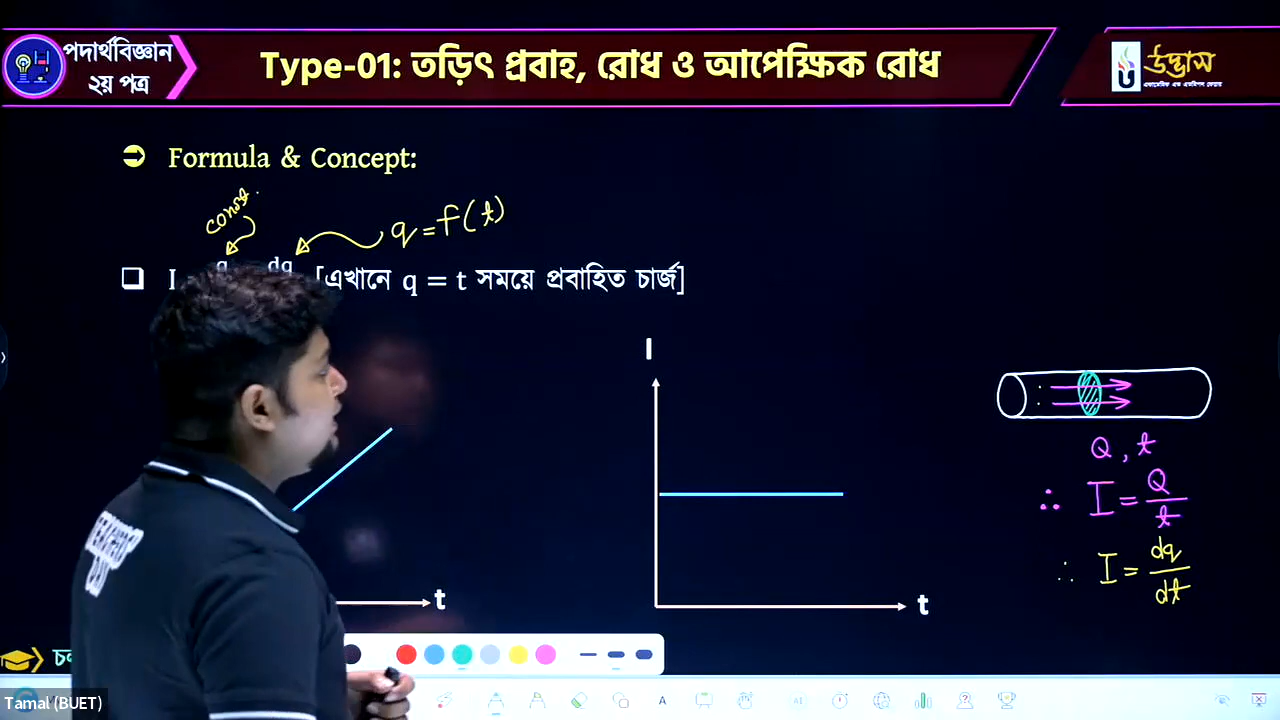 পদার্থবিজ্ঞান
২য় পত্র
Type-01: তড়িৎ প্রবাহ, রোধ ও আপেক্ষিক রোধ
উদ্ভাস
Formula & Concept:
const.
q = f(t)
I
q
dq
[এখানে q = t সময়ে প্রবাহিত চার্জ]
I
t
t
Q, t
∴ I = Q/t
∴ I = dq/dt
A
Tamal (BUET)